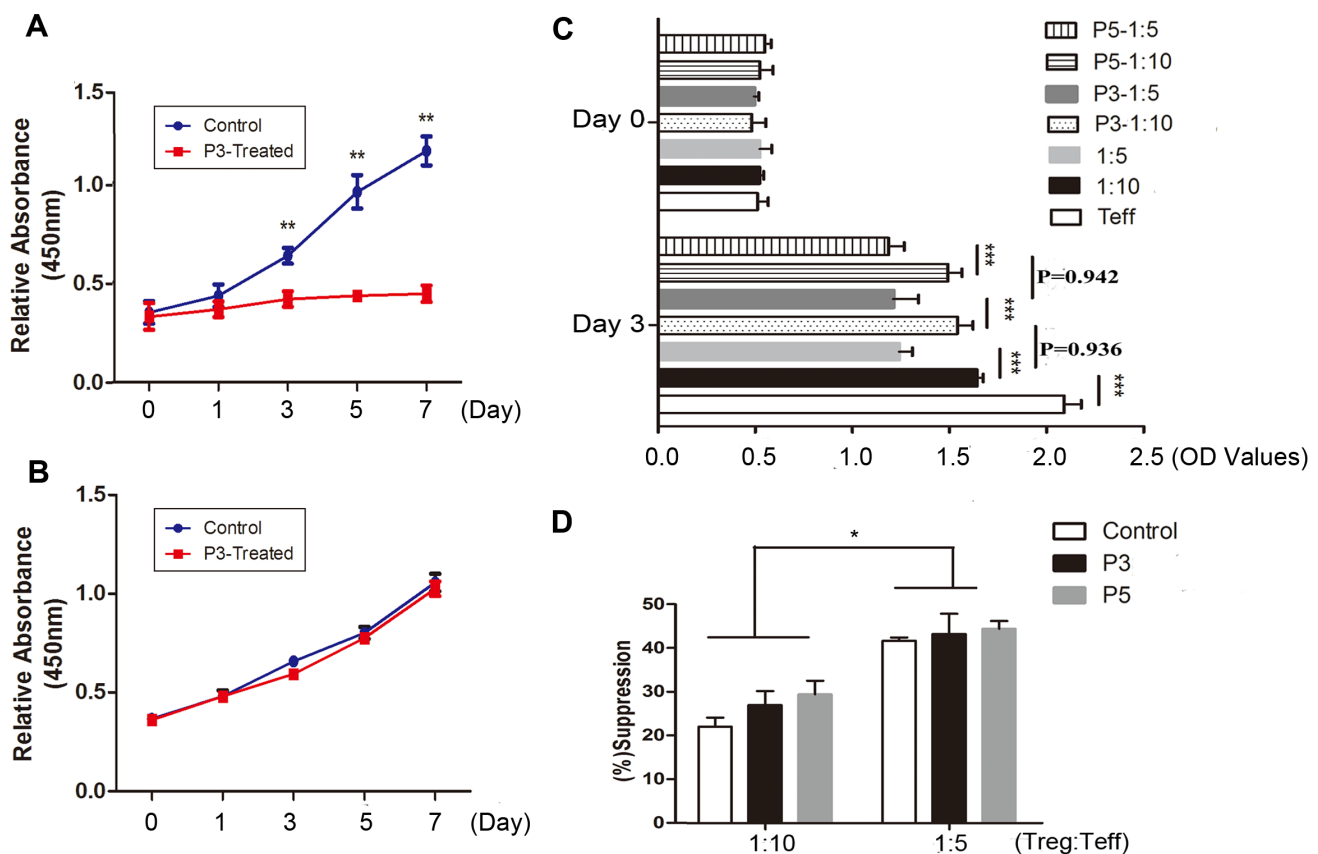 A
Relative Absorbance
(450nm)
1.5
1.0
0.5
0.0
Control
P3-Treated
**
**
**
0 1 3 5 7 (Day)
B
Relative Absorbance
(450nm)
1.5
1.0
0.5
0.0
Control
P3-Treated
0 1 3 5 7 (Day)
C
P5-1:5
P5-1:10
P3-1:5
P3-1:10
1:5
1:10
Teff
Day 0
Day 3
***
P=0.942
***
P=0.936
***
***
0.0 0.5 1.0 1.5 2.0 2.5 (OD Values)
D
Control
P3
P5
*
(%)Suppression
50
40
30
20
10
0
1:10 1:5 (Treg:Teff)